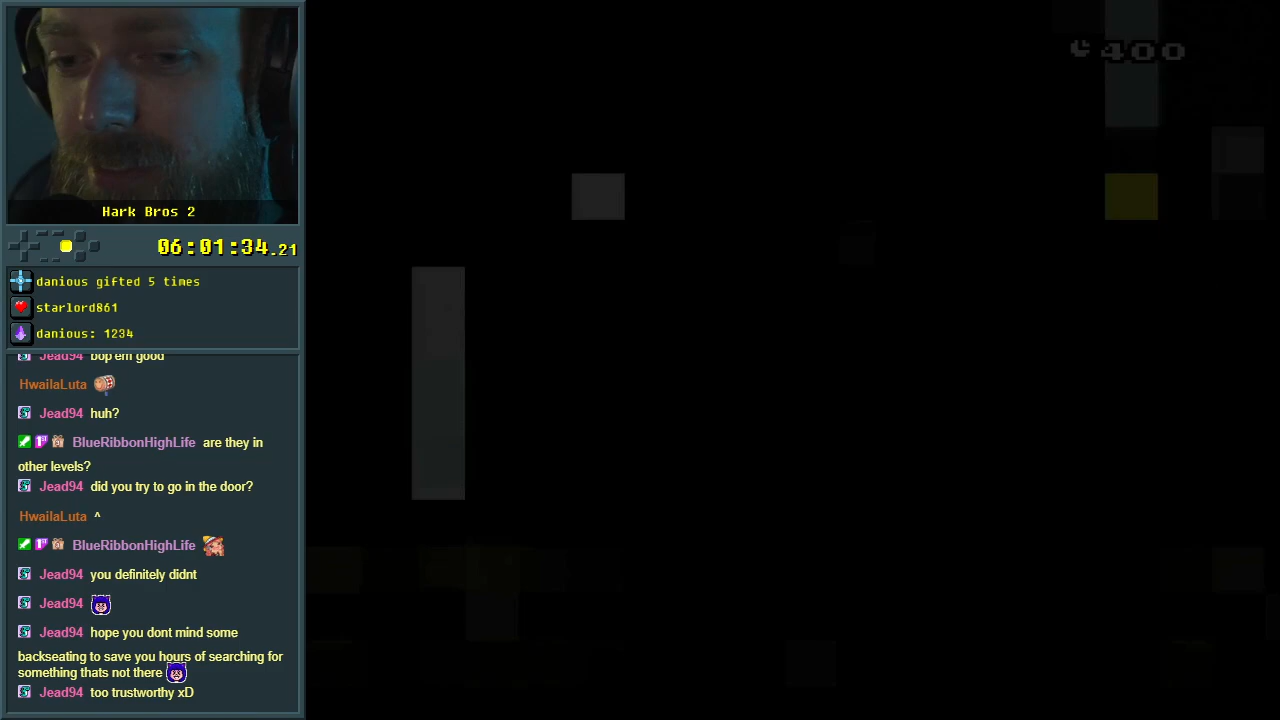 400
Hark Bros 2
06:01:34.21
danious gifted 5 times
starlord861
danious: 1234
Jead94 bop em good
HwailaLuta
Jead94 huh?
BlueRibbonHighLife are they in
other levels?
Jead94 did you try to go in the door?
HwailaLuta ^
BlueRibbonHighLife
Jead94 you definitely didnt
Jead94
Jead94 hope you dont mind some
backseating to save you hours of searching for
something thats not there
Jead94 too trustworthy xD